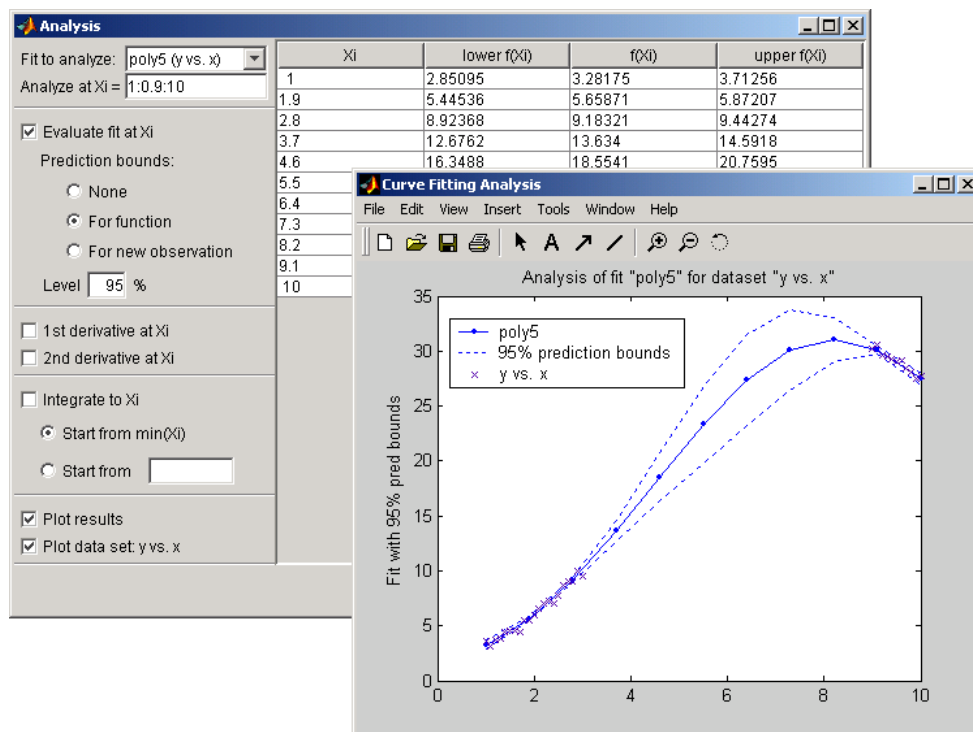 Analysis
Fit to analyze: poly5 (y vs. x)
Analyze at Xi = 1:0.9:10
Evaluate fit at Xi
Prediction bounds:
None
For function
For new observation
Level 95 %
1st derivative at Xi
2nd derivative at Xi
Integrate to Xi
Start from min(Xi)
Start from
Plot results
Plot data set: y vs. x
Xi lower f(Xi) f(Xi) upper f(Xi)
1 2.85095 3.28175 3.71256
1.9 5.44536 5.65871 5.87207
2.8 8.92368 9.18321 9.44274
3.7 12.6762 13.634 14.5918
4.6 16.3488 18.5541 20.7595
5.5
6.4
7.3
8.2
9.1
10
Curve Fitting Analysis
File Edit View Insert Tools Window Help
A
Analysis of fit "poly5" for dataset "y vs. x"
poly5
95% prediction bounds
y vs. x
Fit with 95% pred bounds
35
30
25
20
15
10
5
0
0 2 4 6 8 10